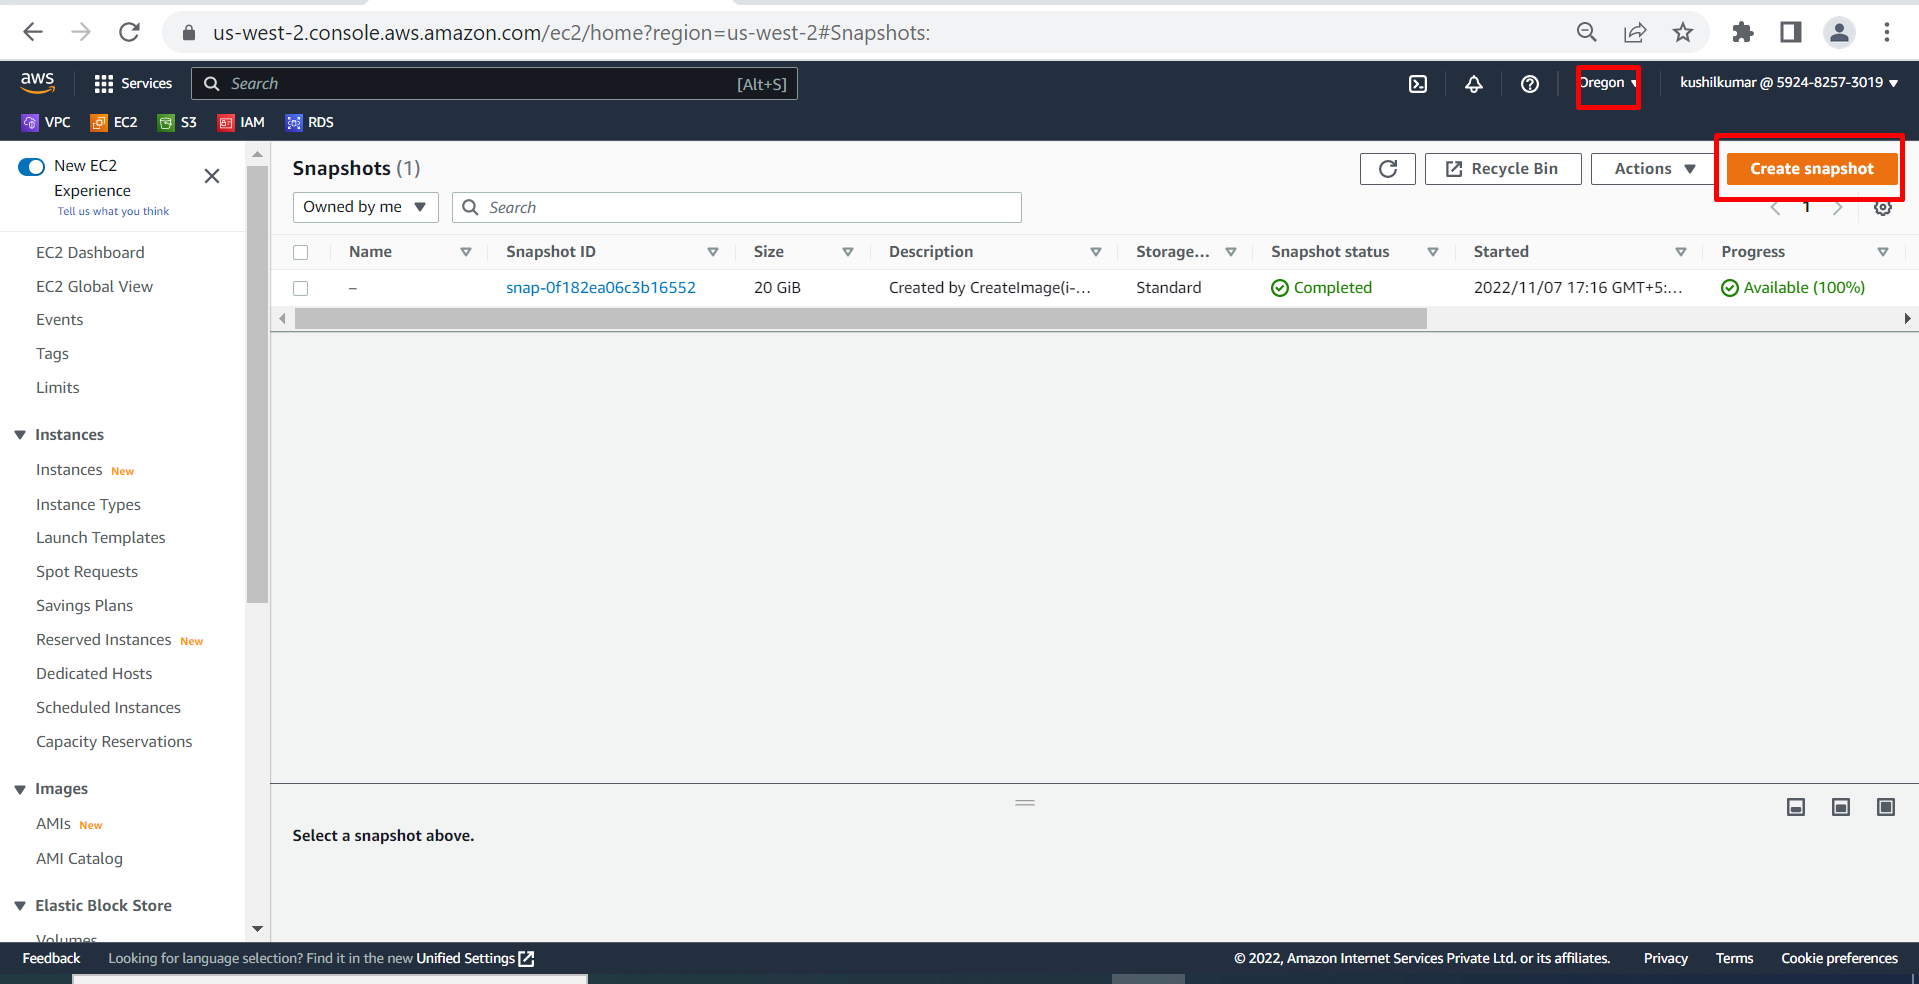 us-west-2.console.aws.amazon.com/ec2/home?region=us-west-2#Snapshots:
aws Services Search [Alt+S] Oregon kushilkumar @ 5924-8257-3019
VPC EC2 S3 IAM RDS
New EC2 Experience
Tell us what you think
EC2 Dashboard
EC2 Global View
Events
Tags
Limits
Instances
Instances New
Instance Types
Launch Templates
Spot Requests
Savings Plans
Reserved Instances New
Dedicated Hosts
Scheduled Instances
Capacity Reservations
Images
AMIs New
AMI Catalog
Elastic Block Store
Volumes
Snapshots (1) Recycle Bin Actions Create snapshot
Owned by me Search 1
Name Snapshot ID Size Description Storage... Snapshot status Started Progress
– snap-0f182ea06c3b16552 20 GiB Created by CreateImage(i-... Standard Completed 2022/11/07 17:16 GMT+5:... Available (100%)
Select a snapshot above.
Feedback Looking for language selection? Find it in the new Unified Settings © 2022, Amazon Internet Services Private Ltd. or its affiliates. Privacy Terms Cookie preferences